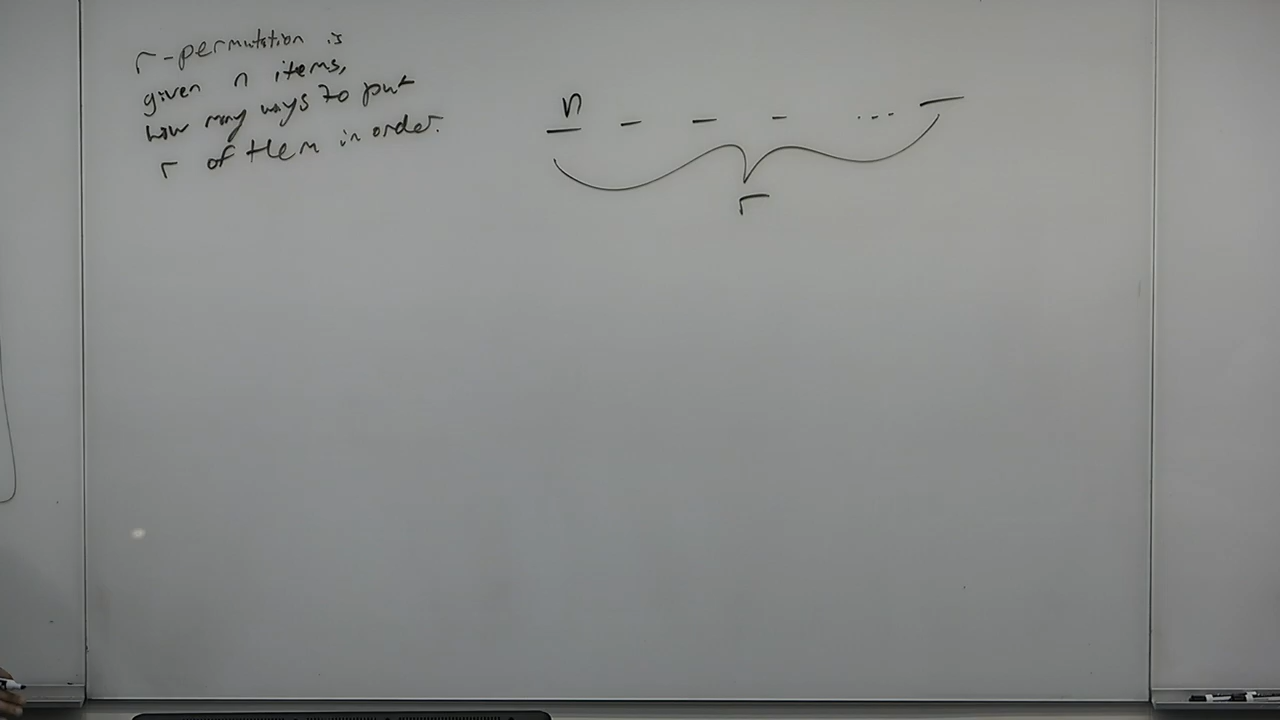 r-permutation is
given n items,
how many ways to put
r of them in order.
n
_ _ _ _ ... _
r